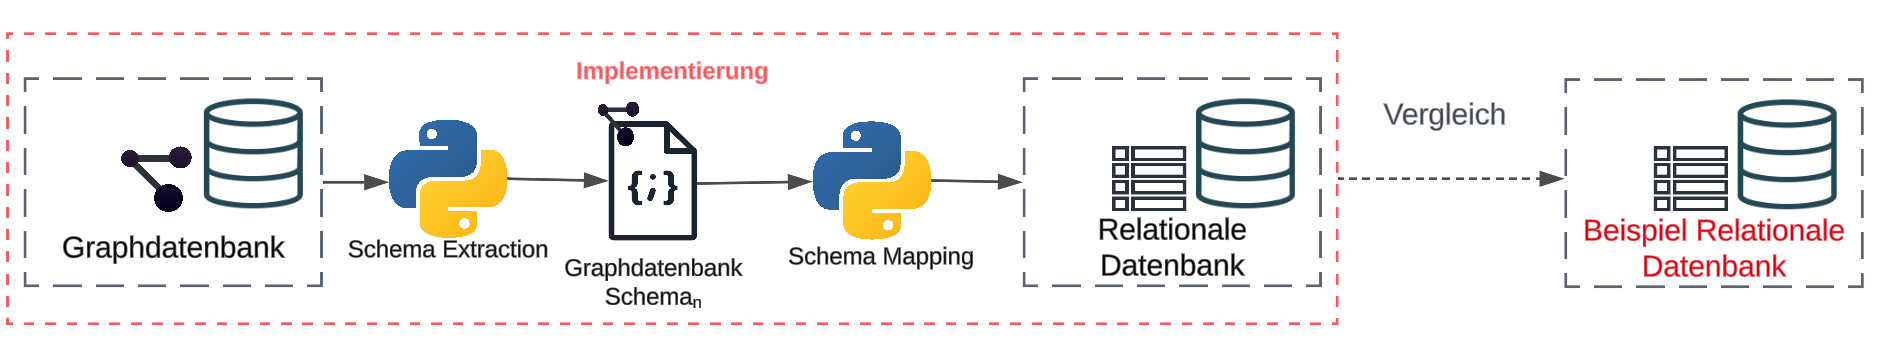 Implementierung
Graphdatenbank
Schema Extraction
{;}
Graphdatenbank
Schemaₙ
Schema Mapping
Relationale
Datenbank
Vergleich
Beispiel Relationale
Datenbank